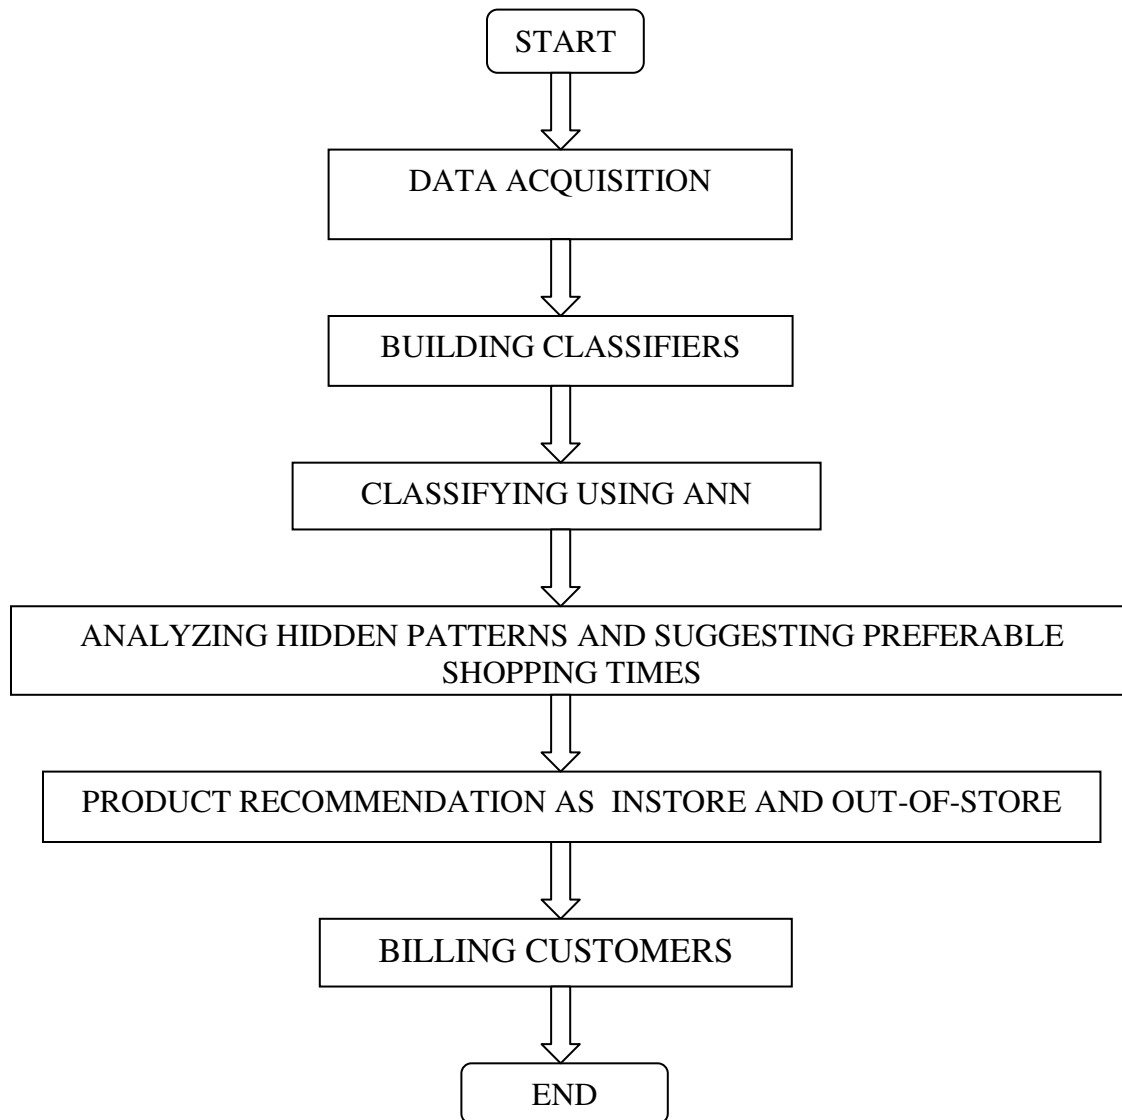 START
DATA ACQUISITION
BUILDING CLASSIFIERS
CLASSIFYING USING ANN
ANALYZING HIDDEN PATTERNS AND SUGGESTING PREFERABLE
SHOPPING TIMES
PRODUCT RECOMMENDATION AS INSTORE AND OUT-OF-STORE
BILLING CUSTOMERS
END